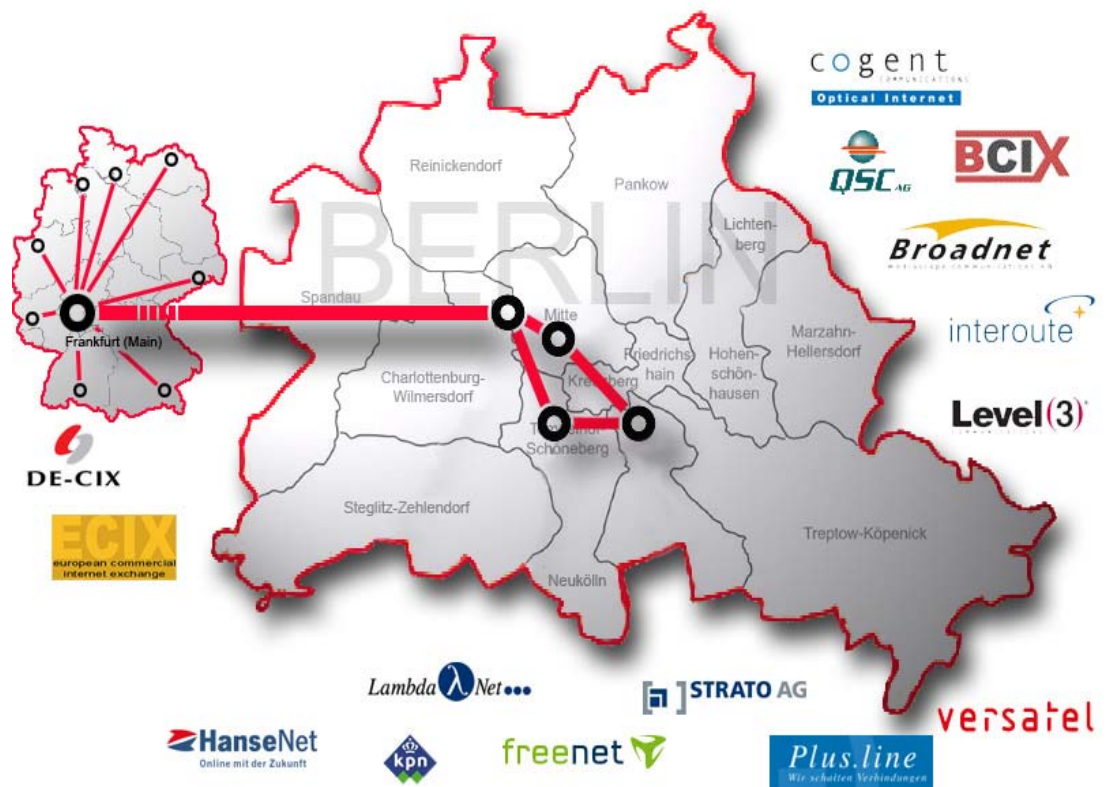 cogent
COMMUNICATIONS
Optical Internet
QSC AG
BCIX
Broadnet
interoute
Level(3)
Reinickendorf
Pankow
Lichten-
berg
BERLIN
Spandau
Mitte
Frankfurt (Main)
Marzahn-
Hellersdorf
Friedrichs
hain
Hohen-
schön-
hausen
Charlottenburg-
Wilmersdorf
Schöneberg
DE-CIX
ECIX
european commercial
internet exchange
Steglitz-Zehlendorf
Treptow-Köpenick
Neukölln
Lambda λ Net
STRATO AG
versatel
HanseNet
Online mit der Zukunft
kpn
freenet
Plus.line
Wir schalten Verbindungen